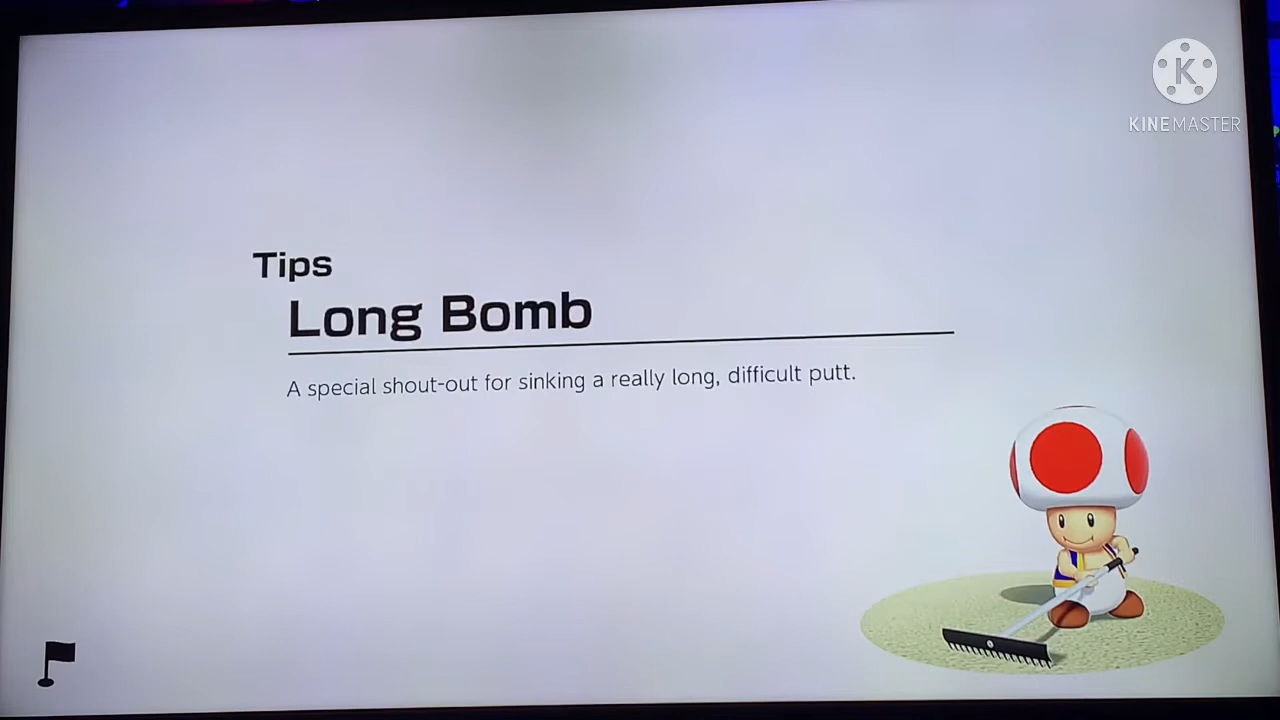 K
KINEMASTER
Tips
Long Bomb
A special shout-out for sinking a really long, difficult putt.